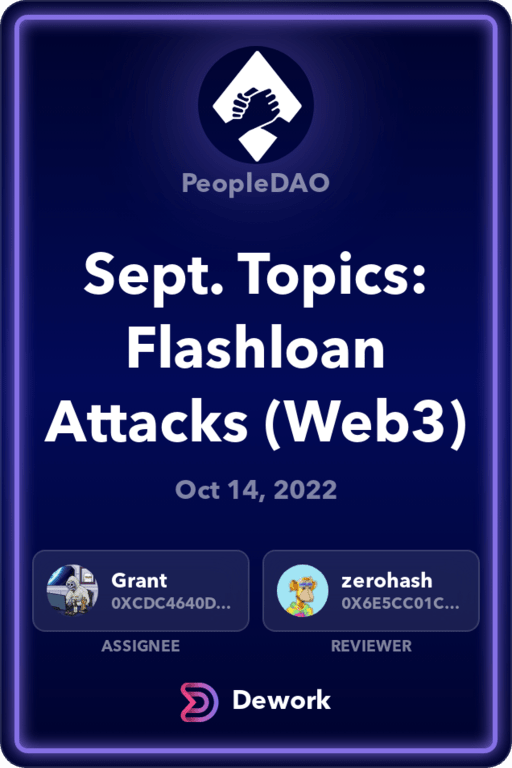 PeopleDAO
Sept. Topics:
Flashloan
Attacks (Web3)
Oct 14, 2022
Grant
0XCDC4640D...
ASSIGNEE
zerohash
0X6E5CC01C...
REVIEWER
Dework